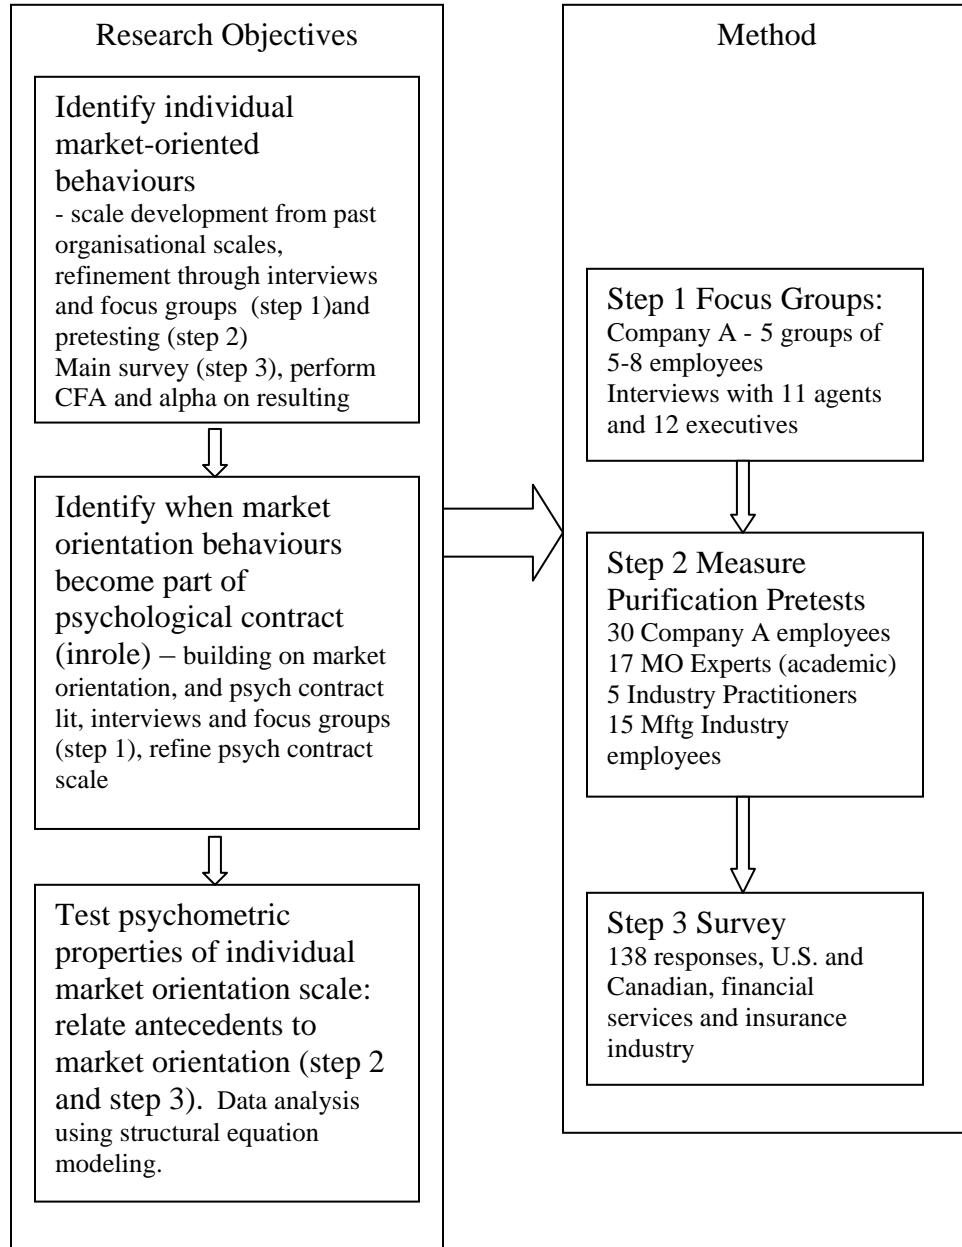 Research Objectives
Identify individual
market-oriented
behaviours
- scale development from past
organisational scales,
refinement through interviews
and focus groups (step 1)and
pretesting (step 2)
Main survey (step 3), perform
CFA and alpha on resulting
Identify when market
orientation behaviours
become part of
psychological contract
(inrole) – building on market
orientation, and psych contract
lit, interviews and focus groups
(step 1), refine psych contract
scale
Test psychometric
properties of individual
market orientation scale:
relate antecedents to
market orientation (step 2
and step 3). Data analysis
using structural equation
modeling.
Method
Step 1 Focus Groups:
Company A - 5 groups of
5-8 employees
Interviews with 11 agents
and 12 executives
Step 2 Measure
Purification Pretests
30 Company A employees
17 MO Experts (academic)
5 Industry Practitioners
15 Mftg Industry
employees
Step 3 Survey
138 responses, U.S. and
Canadian, financial
services and insurance
industry